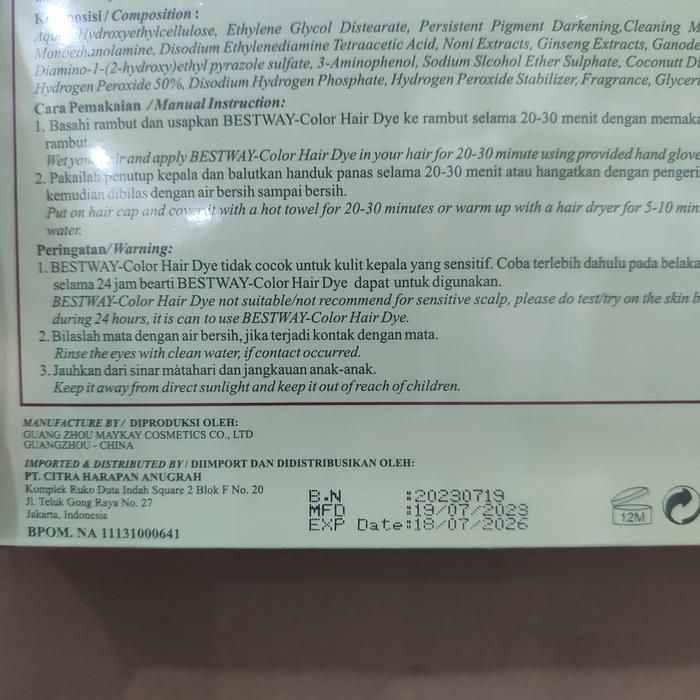 Komposisi / Composition :
Aqua, Hydroxyethylcellulose, Ethylene Glycol Distearate, Persistent Pigment Darkening,Cleaning M
Monoethanolamine, Disodium Ethylenediamine Tetraacetic Acid, Noni Extracts, Ginseng Extracts, Ganode
Diamino-1-(2-hydroxy)ethyl pyrazole sulfate, 3-Aminophenol, Sodium Slcohol Ether Sulphate, Coconutt Di
Hydrogen Peroxide 50%, Disodium Hydrogen Phosphate, Hydrogen Peroxide Stabilizer, Fragrance, Glyceri
Cara Pemakaian /Manual Instruction:
1. Basahi rambut dan usapkan BESTWAY-Color Hair Dye ke rambut selama 20-30 menit dengan memaka
rambut.
Wet your hair and apply BESTWAY-Color Hair Dye in your hair for 20-30 minute using provided hand glove
2. Pakailah penutup kepala dan balutkan handuk panas selama 20-30 menit atau hangatkan dengan pengeri
kemudian dibilas dengan air bersih sampai bersih.
Put on hair cap and cover it with a hot towel for 20-30 minutes or warm up with a hair dryer for 5-10 min
water.
Peringatan/Warning:
1. BESTWAY-Color Hair Dye tidak cocok untuk kulit kepala yang sensitif. Coba terlebih dahulu pada belaka
selama 24 jam bearti BESTWAY-Color Hair Dye dapat untuk digunakan.
BESTWAY-Color Hair Dye not suitable/not recommend for sensitive scalp, please do test/try on the skin b
during 24 hours, it is can to use BESTWAY-Color Hair Dye.
2. Bilaslah mata dengan air bersih, jika terjadi kontak dengan mata.
Rinse the eyes with clean water, if contact occurred.
3. Jauhkan dari sinar matahari dan jangkauan anak-anak.
Keep it away from direct sunlight and keep it out of reach of children.
MANUFACTURE BY / DIPRODUKSI OLEH:
GUANG ZHOU MAYKAY COSMETICS CO., LTD
GUANGZHOU - CHINA
IMPORTED & DISTRIBUTED BY / DIIMPORT DAN DIDISTRIBUSIKAN OLEH:
PT. CITRA HARAPAN ANUGRAH
Komplek Ruko Duta Indah Square 2 Blok F No. 20
Jl. Teluk Gong Raya No. 27
Jakarta, Indonesia
BPOM. NA 11131000641
B.N :20230719
MFD :19/07/2023
EXP Date:18/07/2026
12M